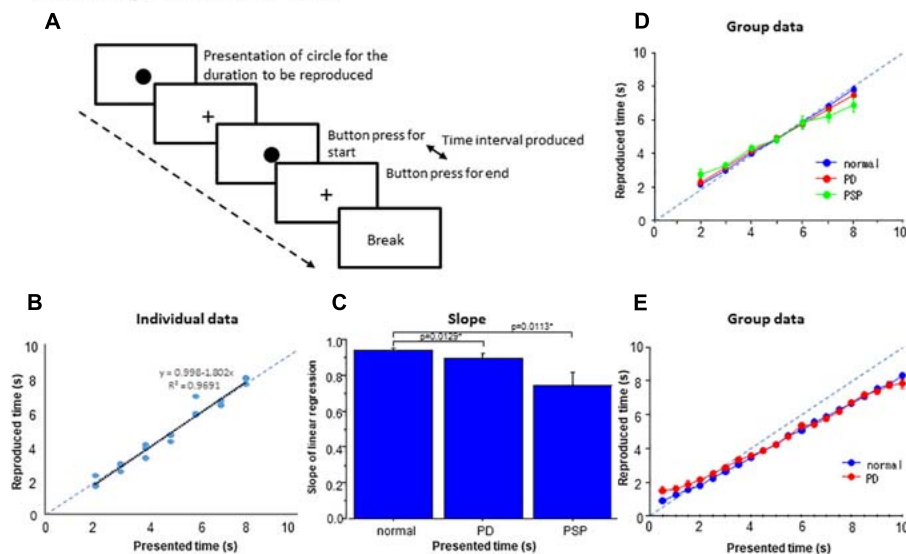 A
Presentation of circle for the
duration to be reproduced
+
Button press for
start
Time interval produced
+
Button press for end
Break
B
Individual data
Reproduced time (s)
10
8
6
4
2
0
y = 0.998-1.802x
R² = 0.9691
0 2 4 6 8 10
Presented time (s)
C
Slope
p=0.0129*
p=0.0113*
Slope of linear regression
1.0
0.8
0.6
0.4
0.2
0.0
normal PD PSP
Presented time (s)
D
Group data
Reproduced time (s)
10
8
6
4
2
0
normal
PD
PSP
0 2 4 6 8 10
E
Group data
Reproduced time (s)
10
8
6
4
2
0
normal
PD
0 2 4 6 8 10
Presented time (s)